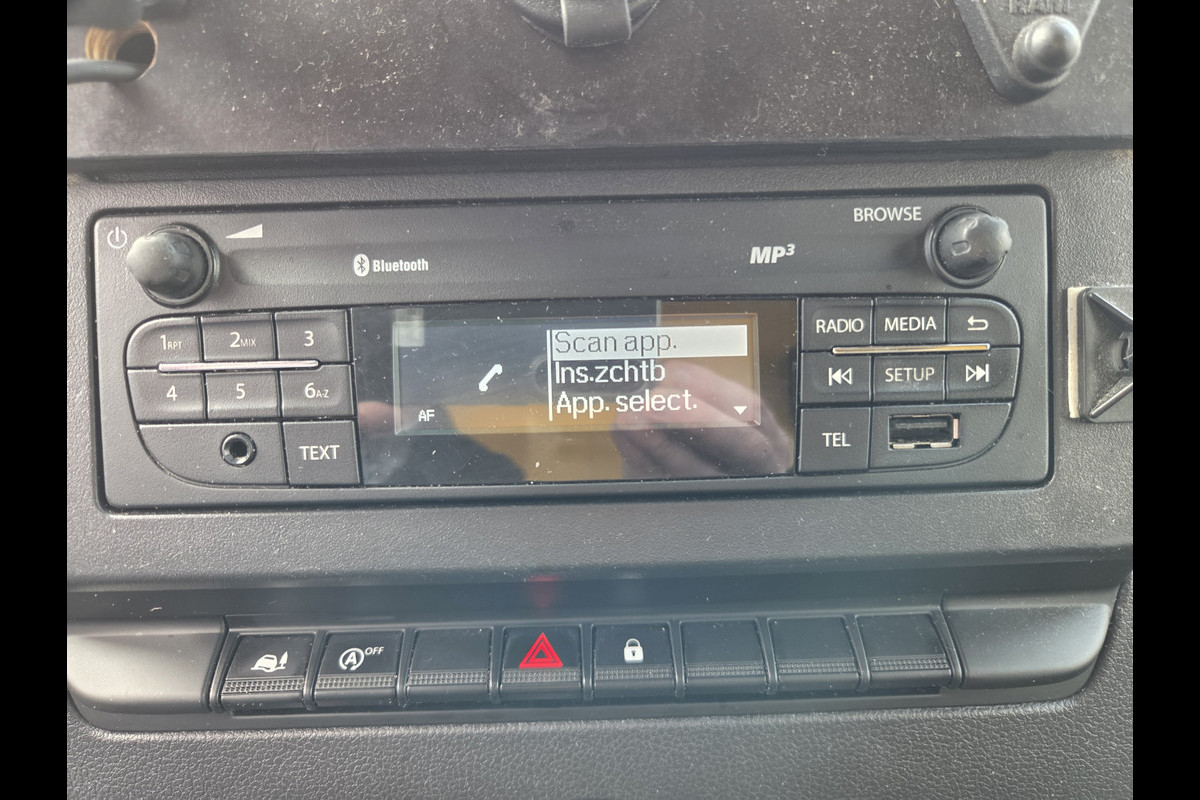 RAM
BROWSE
Bluetooth
MP3
1RPT 2MIX 3
4 5 6A-Z
TEXT
AF
Scan app.
Ins.zchtb
App. select.
RADIO MEDIA
SETUP
TEL
A OFF